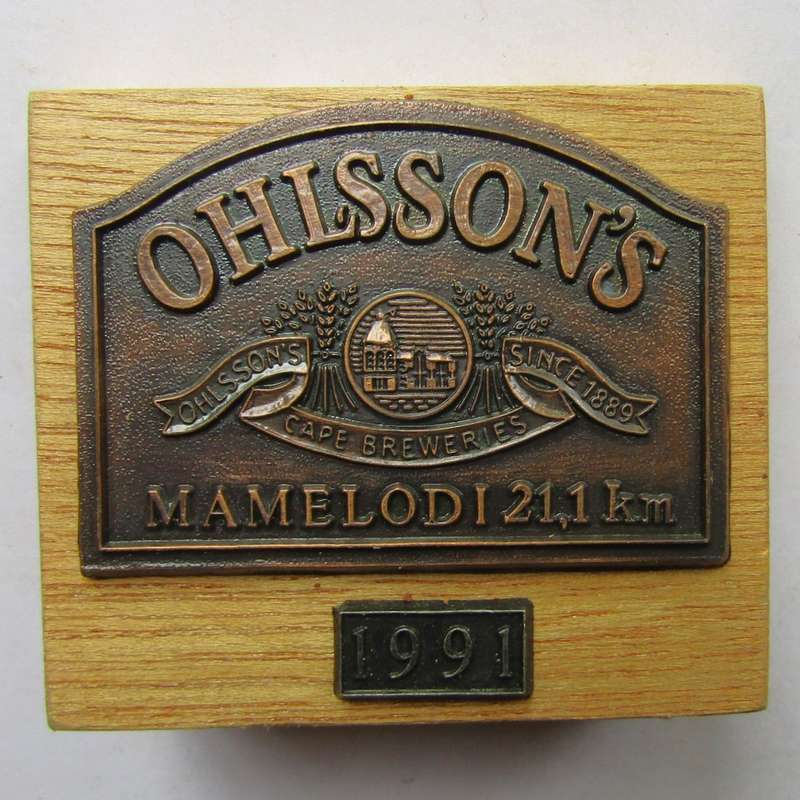 OHLSSON'S
OHLSSON'S CAPE BREWERIES SINCE 1889
MAMELODI 21,1 km
1991